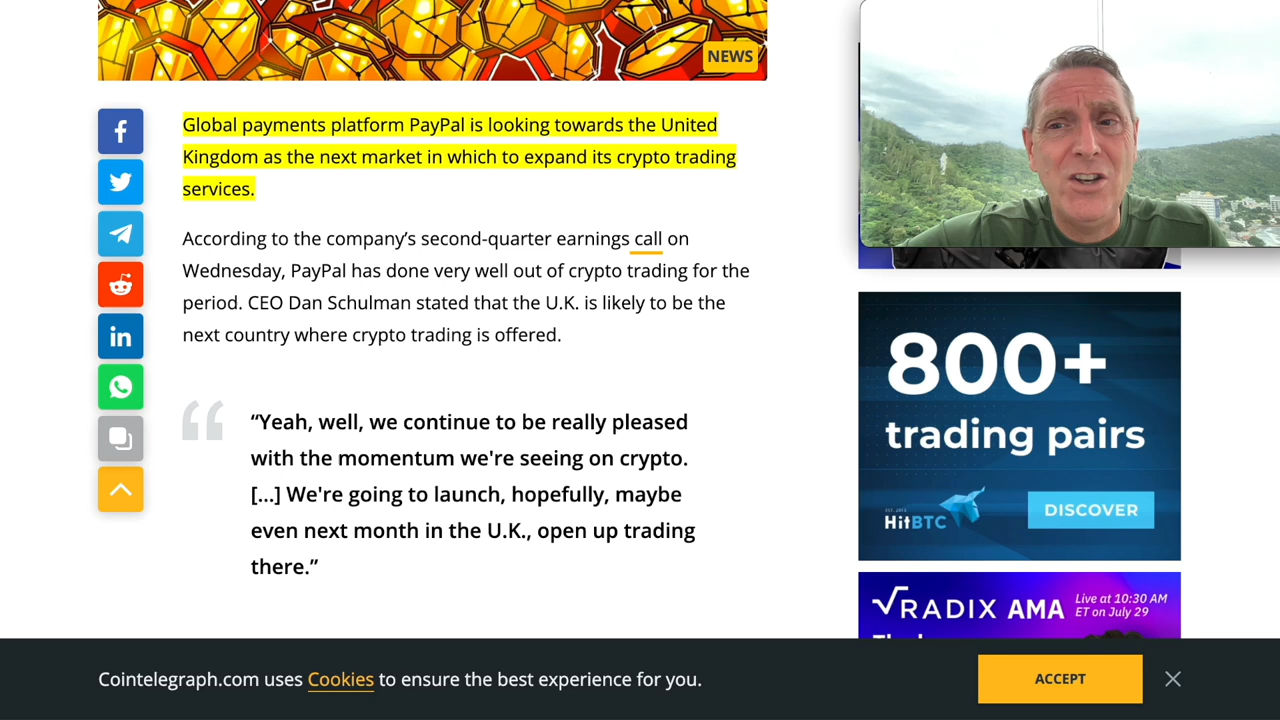 NEWS
Global payments platform PayPal is looking towards the United
Kingdom as the next market in which to expand its crypto trading
services.
According to the company’s second-quarter earnings call on
Wednesday, PayPal has done very well out of crypto trading for the
period. CEO Dan Schulman stated that the U.K. is likely to be the
next country where crypto trading is offered.
“Yeah, well, we continue to be really pleased
with the momentum we're seeing on crypto.
[...] We're going to launch, hopefully, maybe
even next month in the U.K., open up trading
there.”
800+
trading pairs
HitBTC
DISCOVER
RADIX AMA
Live at 10:30 AM
ET on July 29
Cointelegraph.com uses Cookies to ensure the best experience for you.
ACCEPT